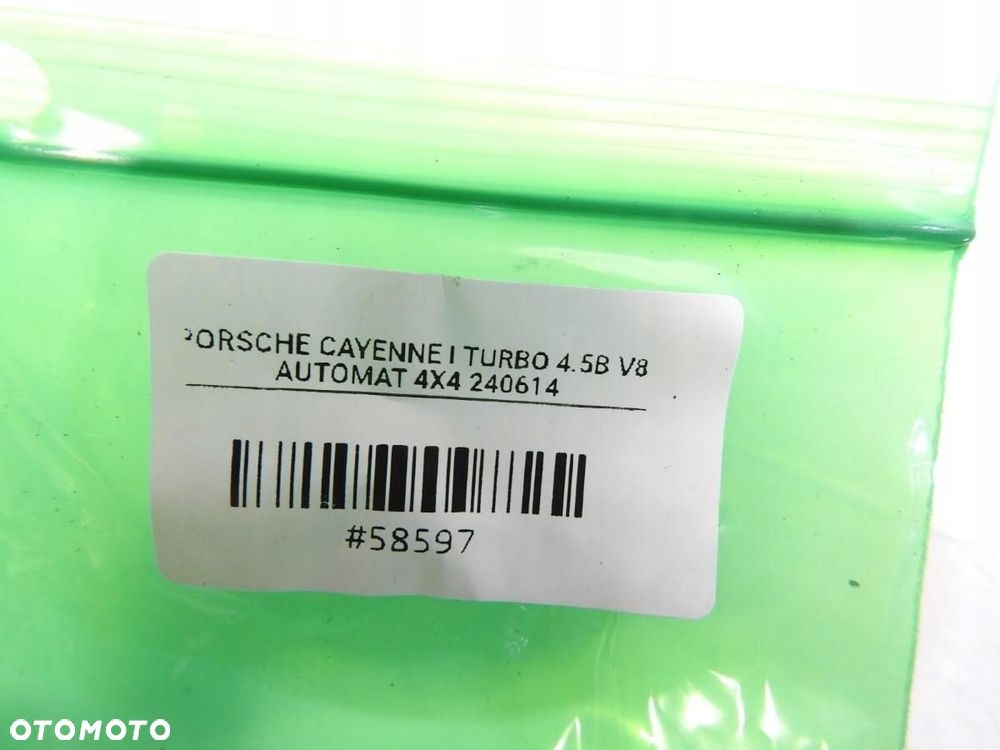 PORSCHE CAYENNE I TURBO 4.5B V8
AUTOMAT 4X4 240614
#58597
OTOMOTO